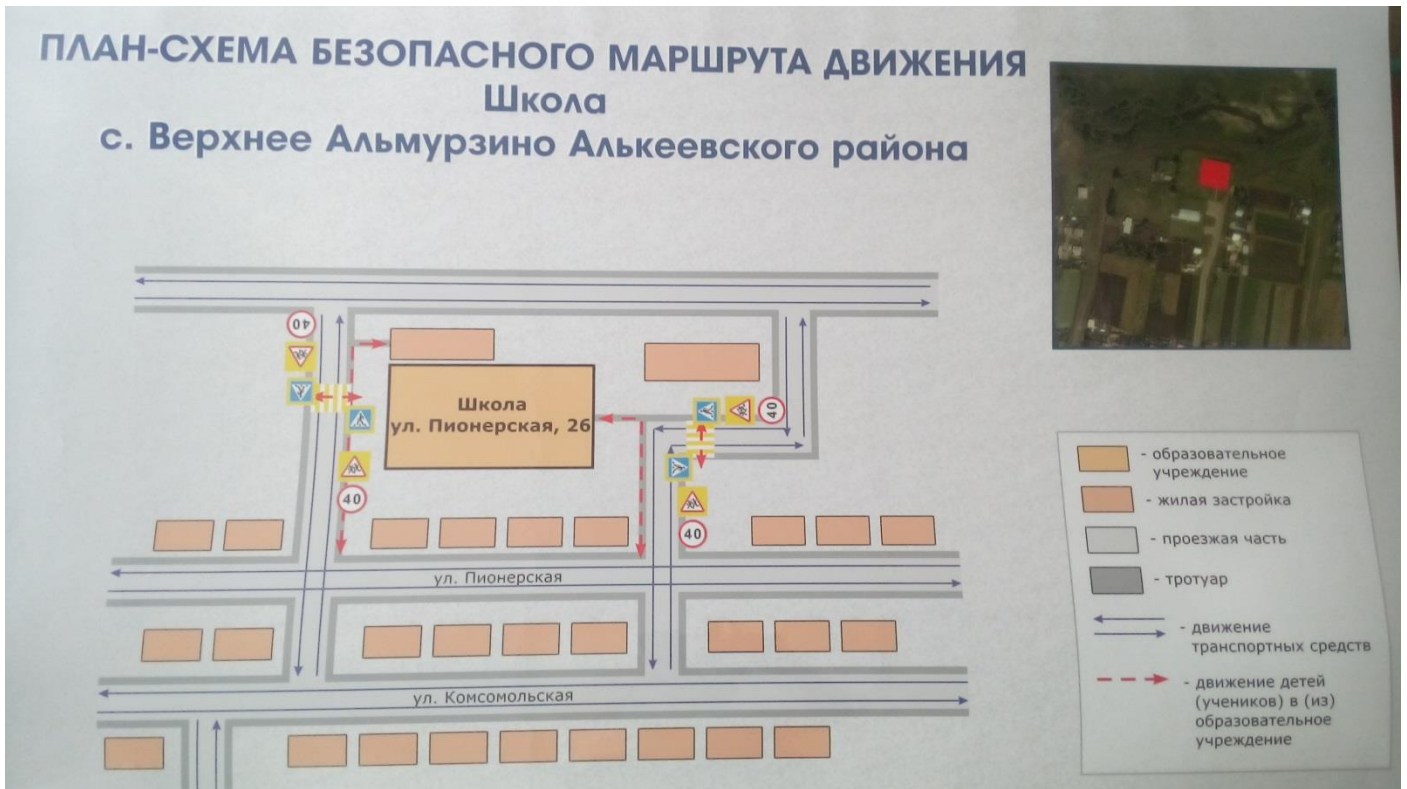 ПЛАН-СХЕМА БЕЗОПАСНОГО МАРШРУТА ДВИЖЕНИЯ
Школа
с. Верхнее Альмурзино Алькеевского района
40
40
40
40
Школа
ул. Пионерская, 26
ул. Пионерская
ул. Комсомольская
- образовательное
учреждение
- жилая застройка
- проезжая часть
- тротуар
- движение
транспортных средств
- движение детей
(учеников) в (из)
образовательное
учреждение